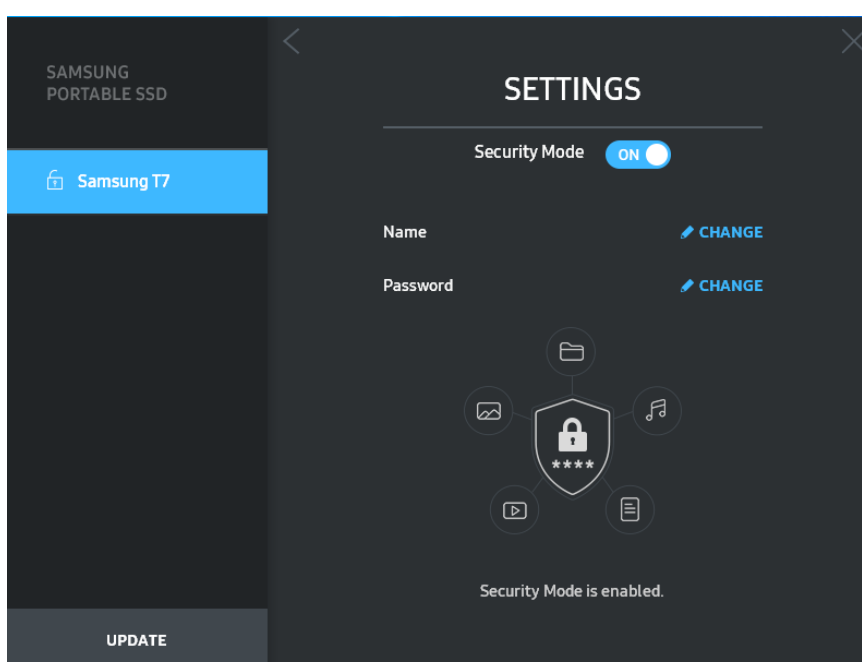 SAMSUNG
PORTABLE SSD
Samsung T7
UPDATE
SETTINGS
Security Mode ON
Name CHANGE
Password CHANGE
****
Security Mode is enabled.